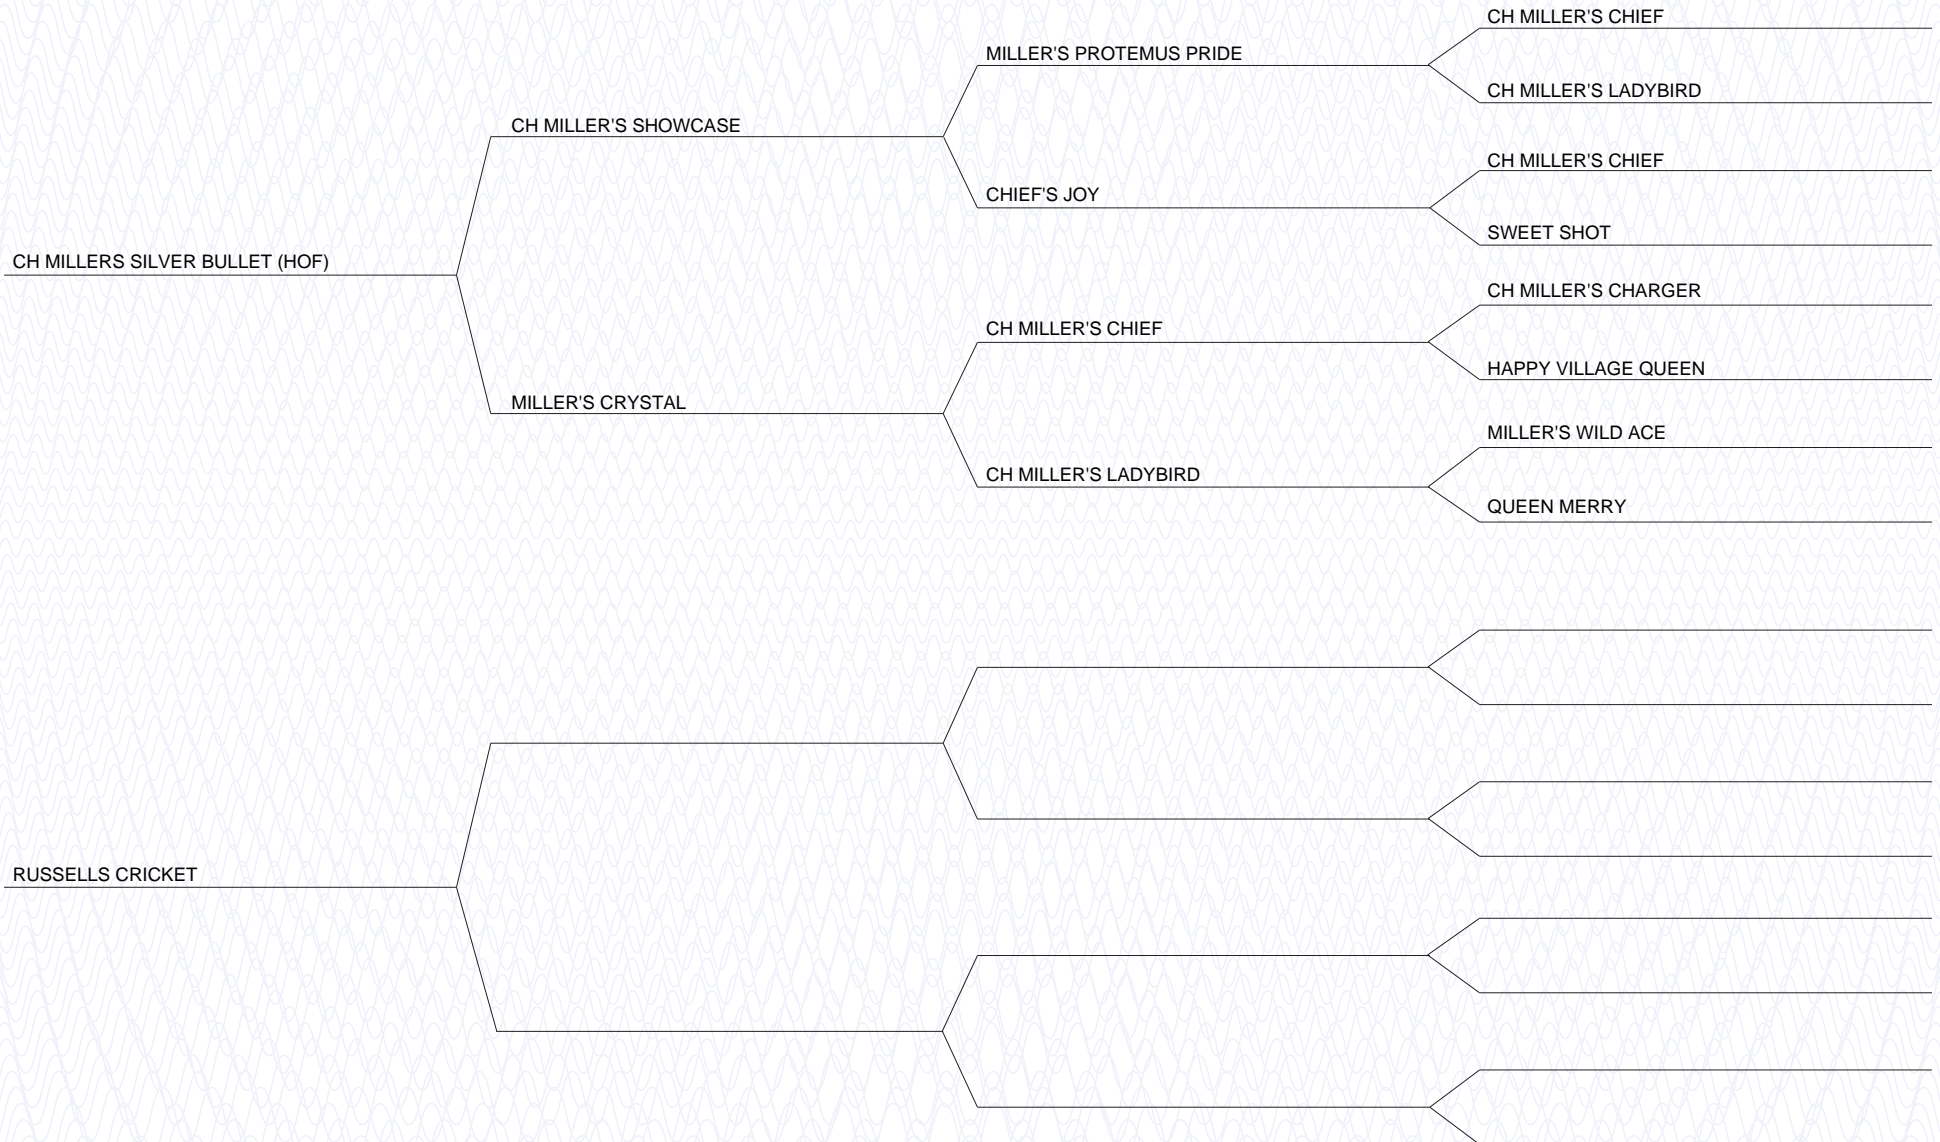 CH MILLER'S CHIEF
MILLER'S PROTEMUS PRIDE
CH MILLER'S LADYBIRD
CH MILLER'S SHOWCASE
CH MILLER'S CHIEF
CHIEF'S JOY
SWEET SHOT
CH MILLERS SILVER BULLET (HOF)
CH MILLER'S CHARGER
CH MILLER'S CHIEF
HAPPY VILLAGE QUEEN
MILLER'S CRYSTAL
MILLER'S WILD ACE
CH MILLER'S LADYBIRD
QUEEN MERRY
RUSSELLS CRICKET